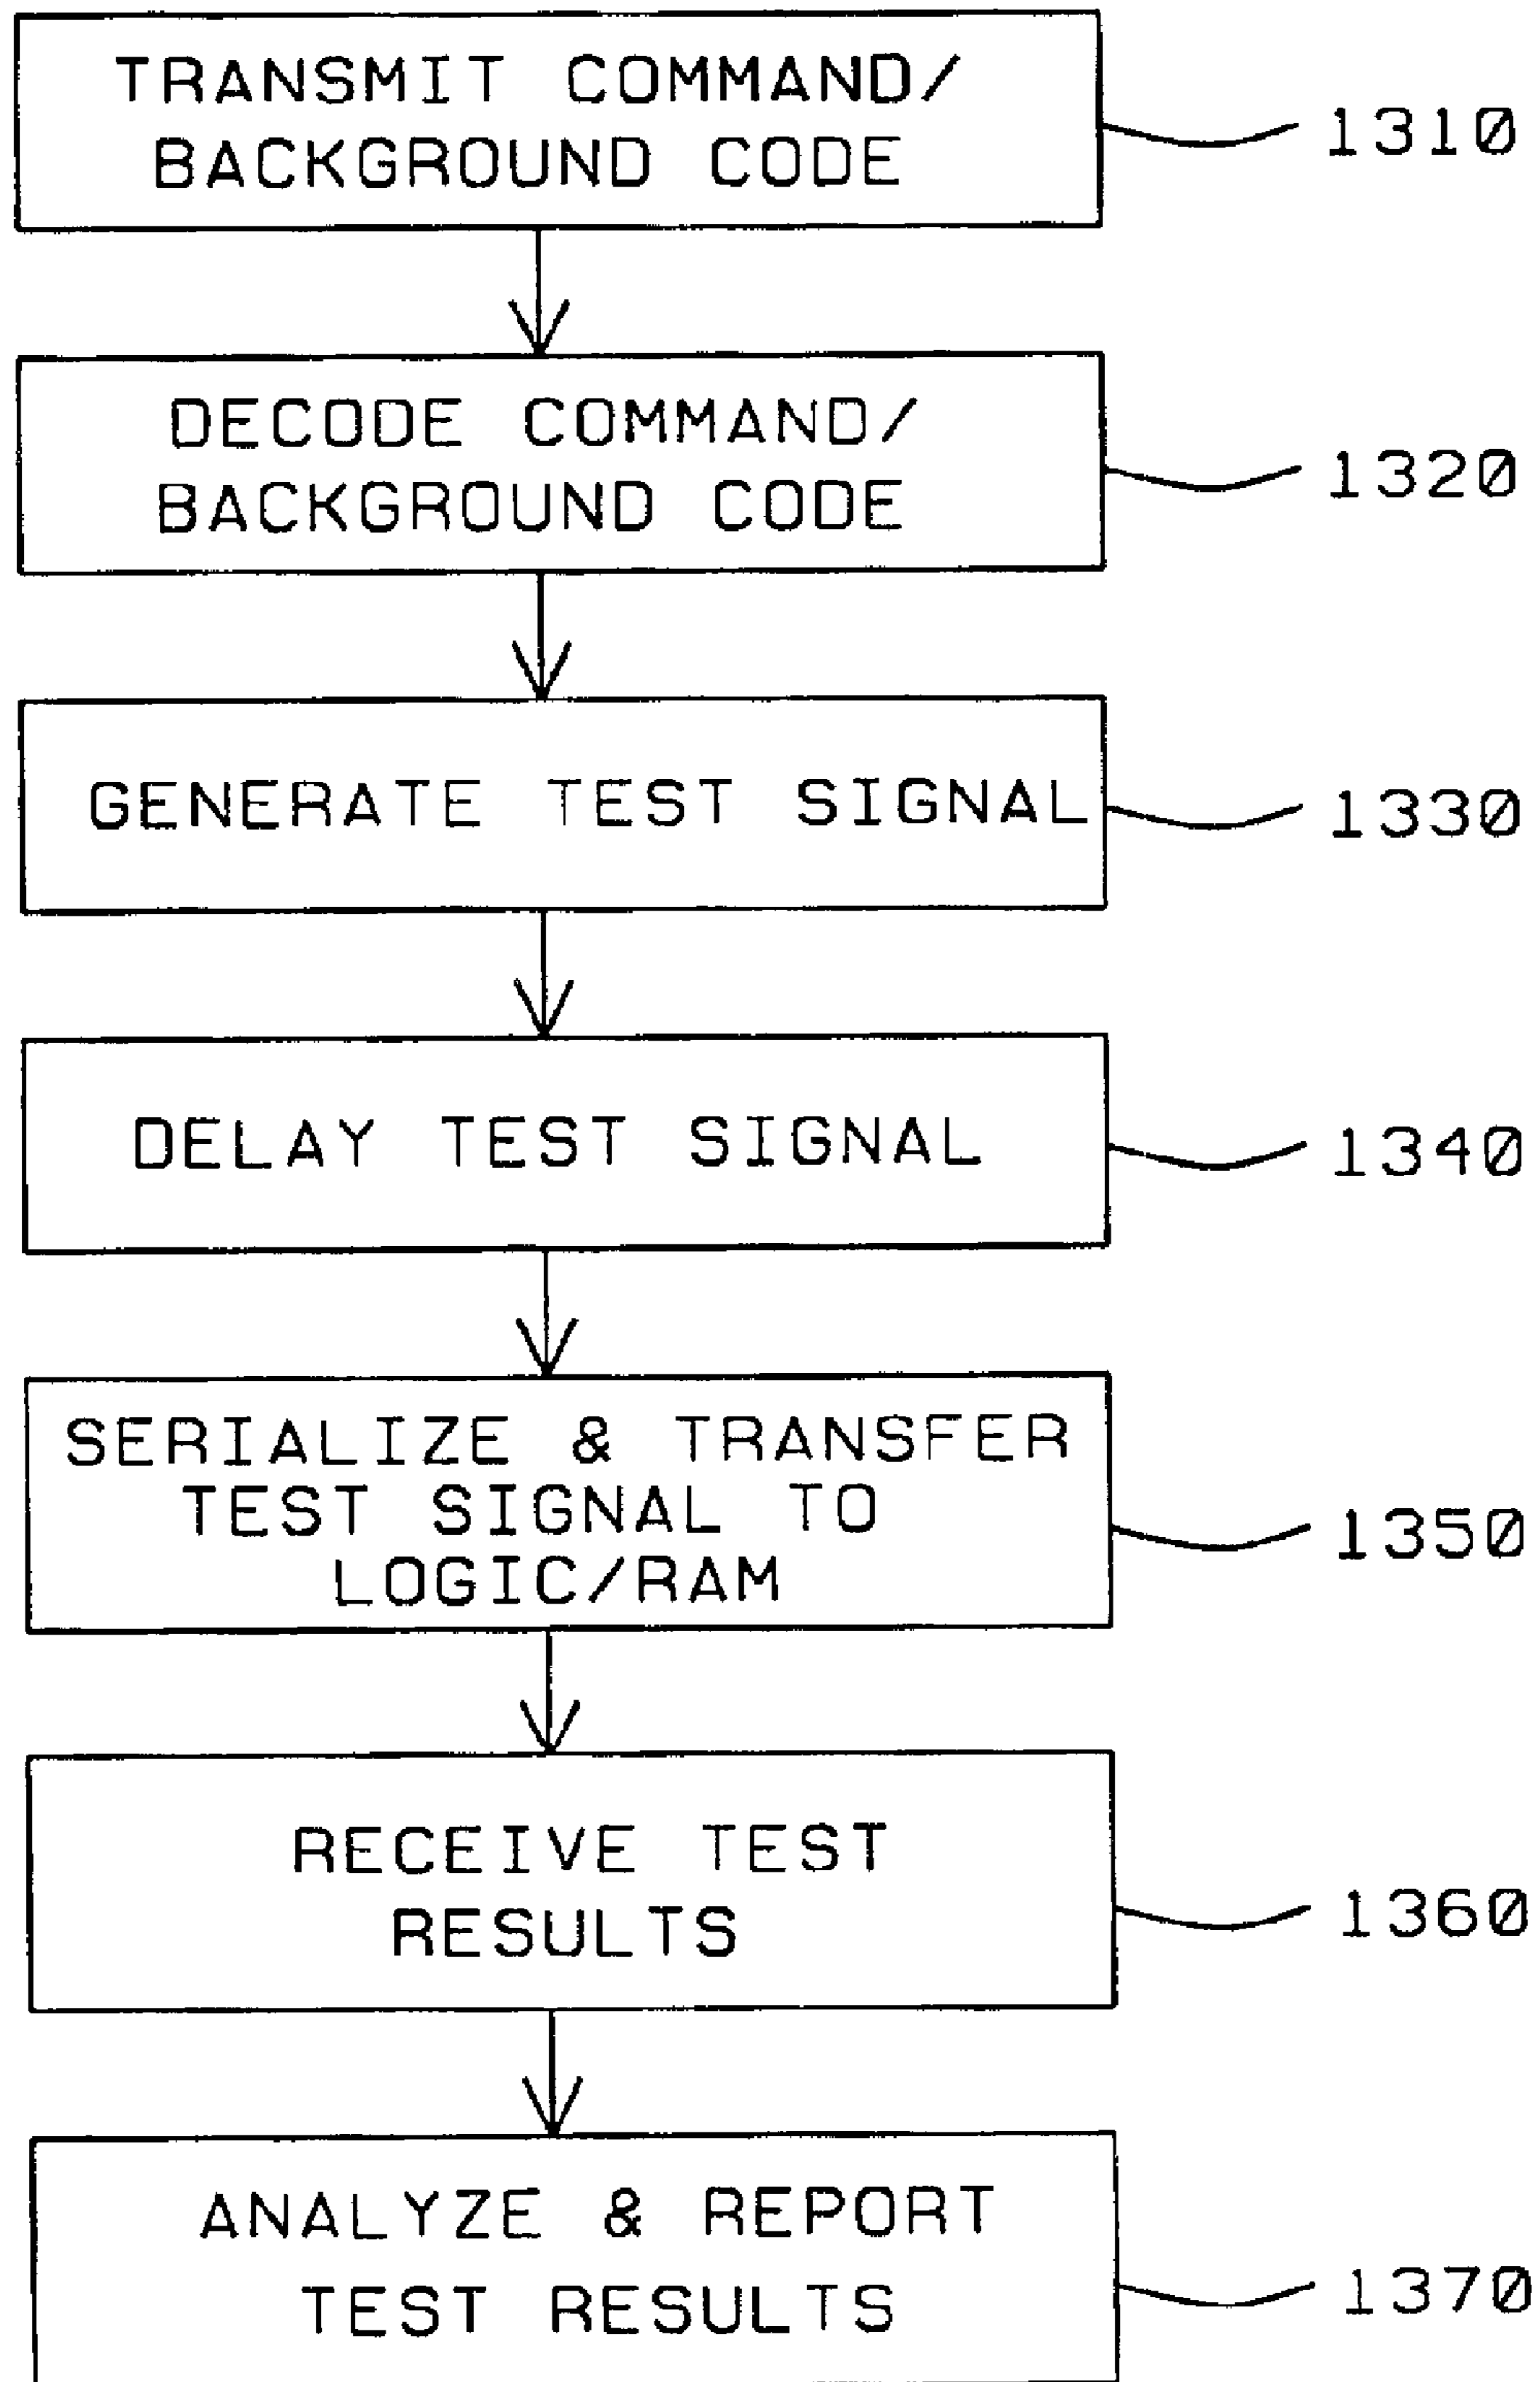 TRANSMIT COMMAND/
BACKGROUND CODE
1310
DECODE COMMAND/
BACKGROUND CODE
1320
GENERATE TEST SIGNAL
1330
DELAY TEST SIGNAL
1340
SERIALIZE & TRANSFER
TEST SIGNAL TO
LOGIC/RAM
1350
RECEIVE TEST
RESULTS
1360
ANALYZE & REPORT
TEST RESULTS
1370